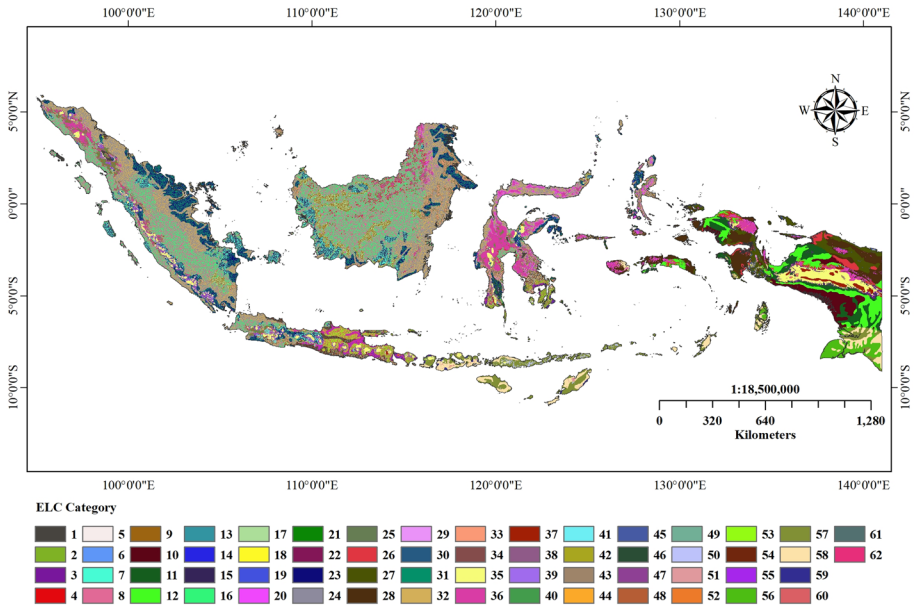 100°0'0"E 110°0'0"E 120°0'0"E 130°0'0"E 140°0'0"E
N
W E
S
5°0'0"N 5°0'0"N
0°0'0" 0°0'0"
5°0'0"S 5°0'0"S
10°0'0"S 10°0'0"S
1:18,500,000
0 320 640 1,280
Kilometers
100°0'0"E 110°0'0"E 120°0'0"E 130°0'0"E 140°0'0"E
ELC Category
1 5 9 13 17 21 25 29 33 37 41 45 49 53 57 61
2 6 10 14 18 22 26 30 34 38 42 46 50 54 58 62
3 7 11 15 19 23 27 31 35 39 43 47 51 55 59
4 8 12 16 20 24 28 32 36 40 44 48 52 56 60